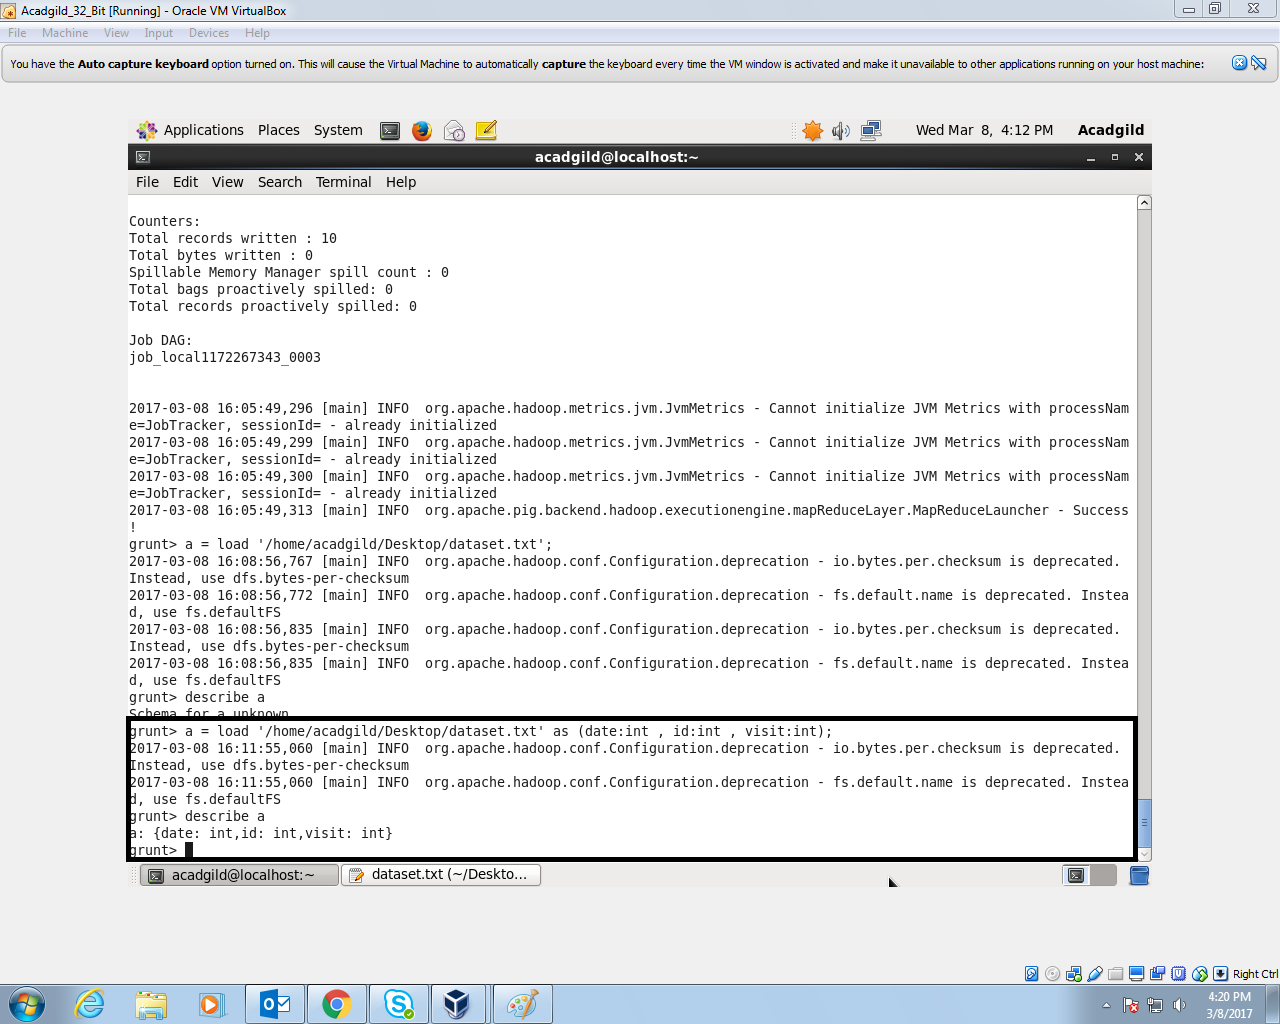 Acadgild_32_Bit [Running] - Oracle VM VirtualBox
File Machine View Input Devices Help
You have the Auto capture keyboard option turned on. This will cause the Virtual Machine to automatically capture the keyboard every time the VM window is activated and make it unavailable to other applications running on your host machine:
Applications Places System Wed Mar 8, 4:12 PM Acadgild
acadgild@localhost:~
File Edit View Search Terminal Help
Counters:
Total records written : 10
Total bytes written : 0
Spillable Memory Manager spill count : 0
Total bags proactively spilled: 0
Total records proactively spilled: 0
Job DAG:
job_local1172267343_0003
2017-03-08 16:05:49,296 [main] INFO  org.apache.hadoop.metrics.jvm.JvmMetrics - Cannot initialize JVM Metrics with processNam
e=JobTracker, sessionId= - already initialized
2017-03-08 16:05:49,299 [main] INFO  org.apache.hadoop.metrics.jvm.JvmMetrics - Cannot initialize JVM Metrics with processNam
e=JobTracker, sessionId= - already initialized
2017-03-08 16:05:49,300 [main] INFO  org.apache.hadoop.metrics.jvm.JvmMetrics - Cannot initialize JVM Metrics with processNam
e=JobTracker, sessionId= - already initialized
2017-03-08 16:05:49,313 [main] INFO  org.apache.pig.backend.hadoop.executionengine.mapReduceLayer.MapReduceLauncher - Success
!
grunt> a = load '/home/acadgild/Desktop/dataset.txt';
2017-03-08 16:08:56,767 [main] INFO  org.apache.hadoop.conf.Configuration.deprecation - io.bytes.per.checksum is deprecated.
Instead, use dfs.bytes-per-checksum
2017-03-08 16:08:56,772 [main] INFO  org.apache.hadoop.conf.Configuration.deprecation - fs.default.name is deprecated. Instea
d, use fs.defaultFS
2017-03-08 16:08:56,835 [main] INFO  org.apache.hadoop.conf.Configuration.deprecation - io.bytes.per.checksum is deprecated.
Instead, use dfs.bytes-per-checksum
2017-03-08 16:08:56,835 [main] INFO  org.apache.hadoop.conf.Configuration.deprecation - fs.default.name is deprecated. Instea
d, use fs.defaultFS
grunt> describe a
Schema for a unknown.
grunt> a = load '/home/acadgild/Desktop/dataset.txt' as (date:int , id:int , visit:int);
2017-03-08 16:11:55,060 [main] INFO  org.apache.hadoop.conf.Configuration.deprecation - io.bytes.per.checksum is deprecated.
Instead, use dfs.bytes-per-checksum
2017-03-08 16:11:55,060 [main] INFO  org.apache.hadoop.conf.Configuration.deprecation - fs.default.name is deprecated. Instea
d, use fs.defaultFS
grunt> describe a
a: {date: int,id: int,visit: int}
grunt>
acadgild@localhost:~ dataset.txt (~/Deskto...
Right Ctrl
4:20 PM
3/8/2017